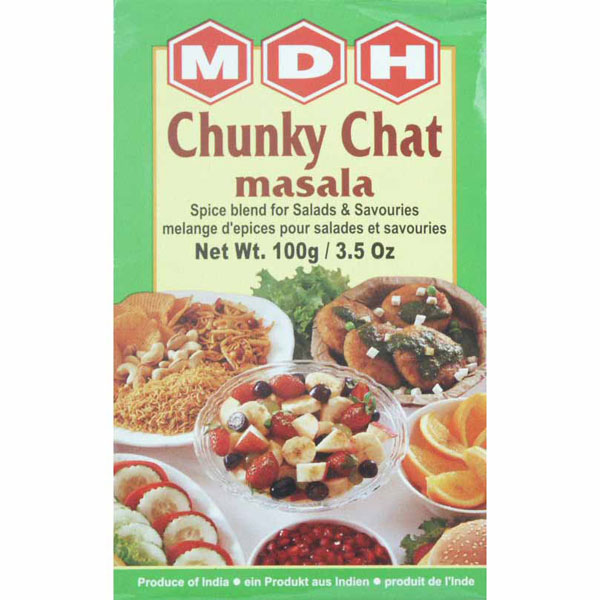 MDH
Chunky Chat
masala
Spice blend for Salads & Savouries
melange d'epices pour salades et savouries
Net Wt. 100g / 3.5 Oz
Produce of India ● ein Produkt aus Indien ● produit de l'Inde